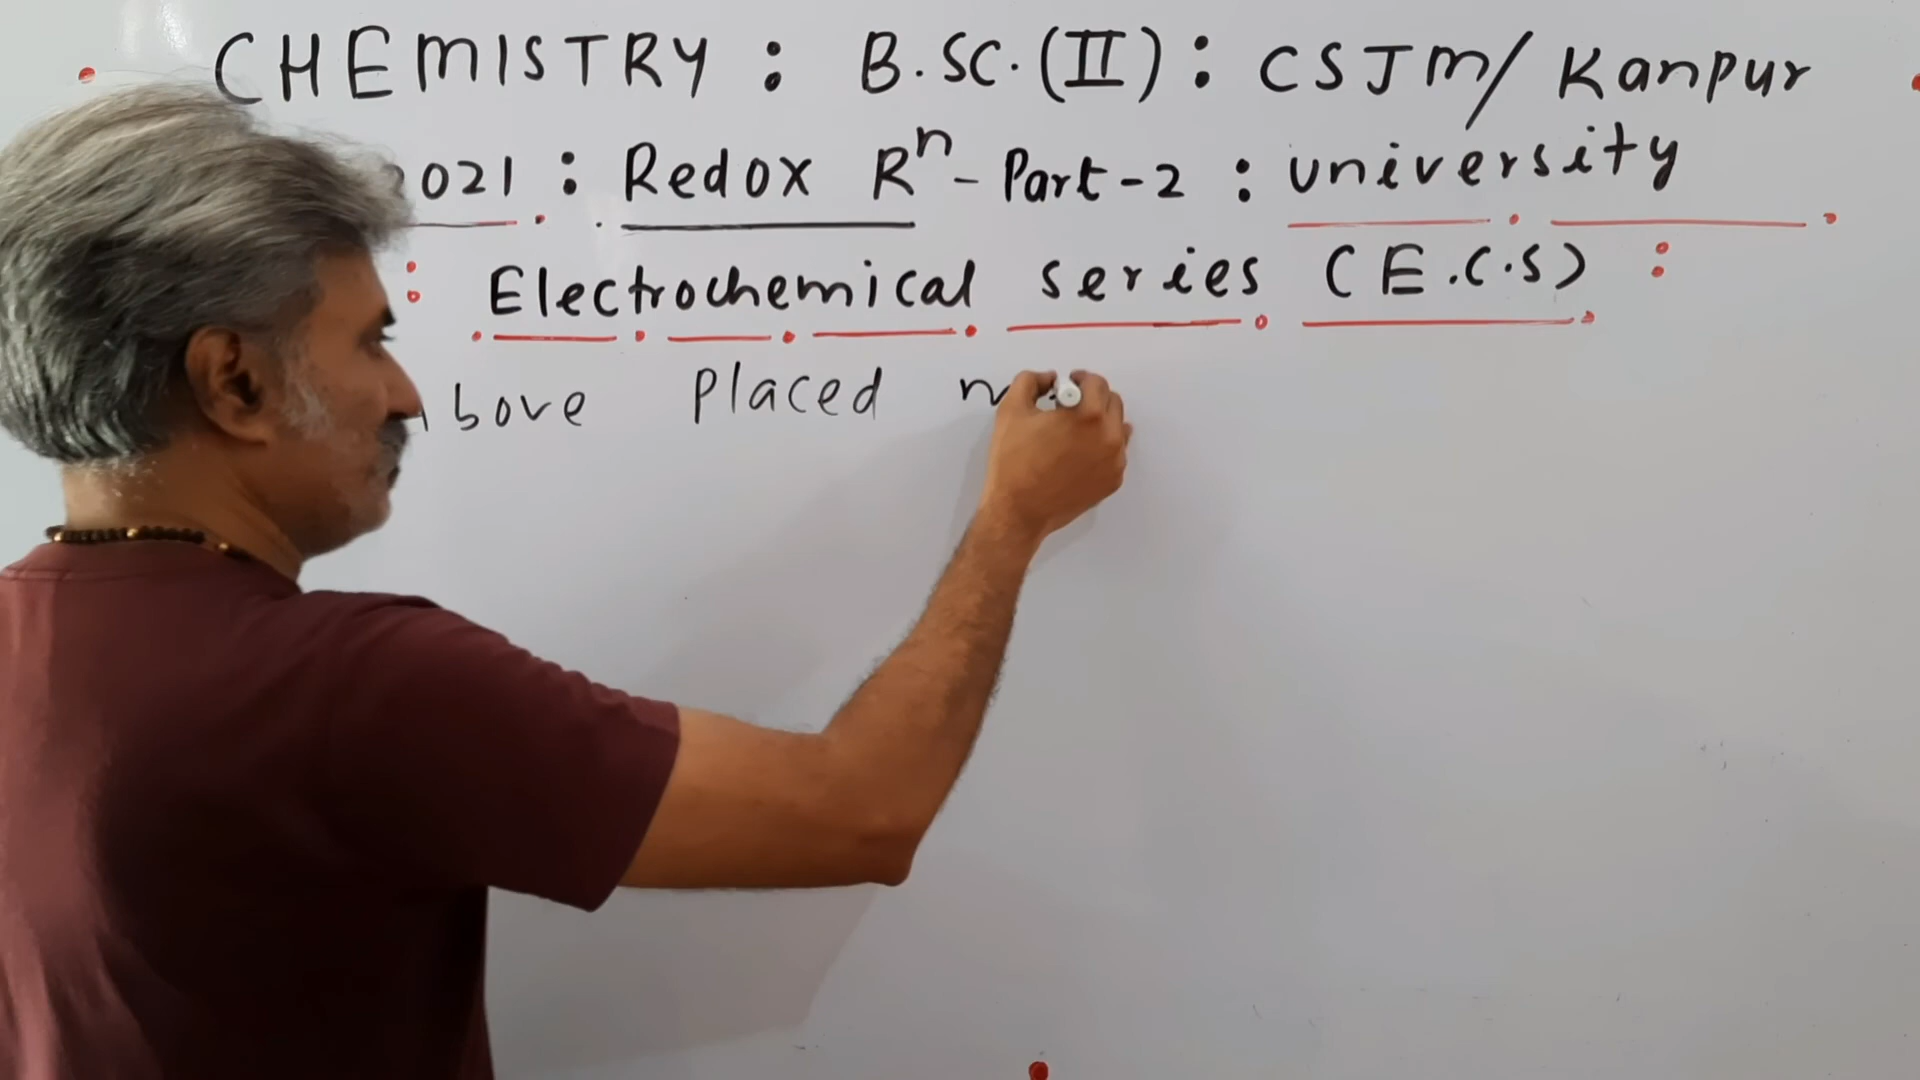 CHEMISTRY : B.SC.(II) : CSJM/ Kanpur
2021 : Redox Rⁿ - Part-2 : university
: Electrochemical series (E.C.S) :
Above Placed